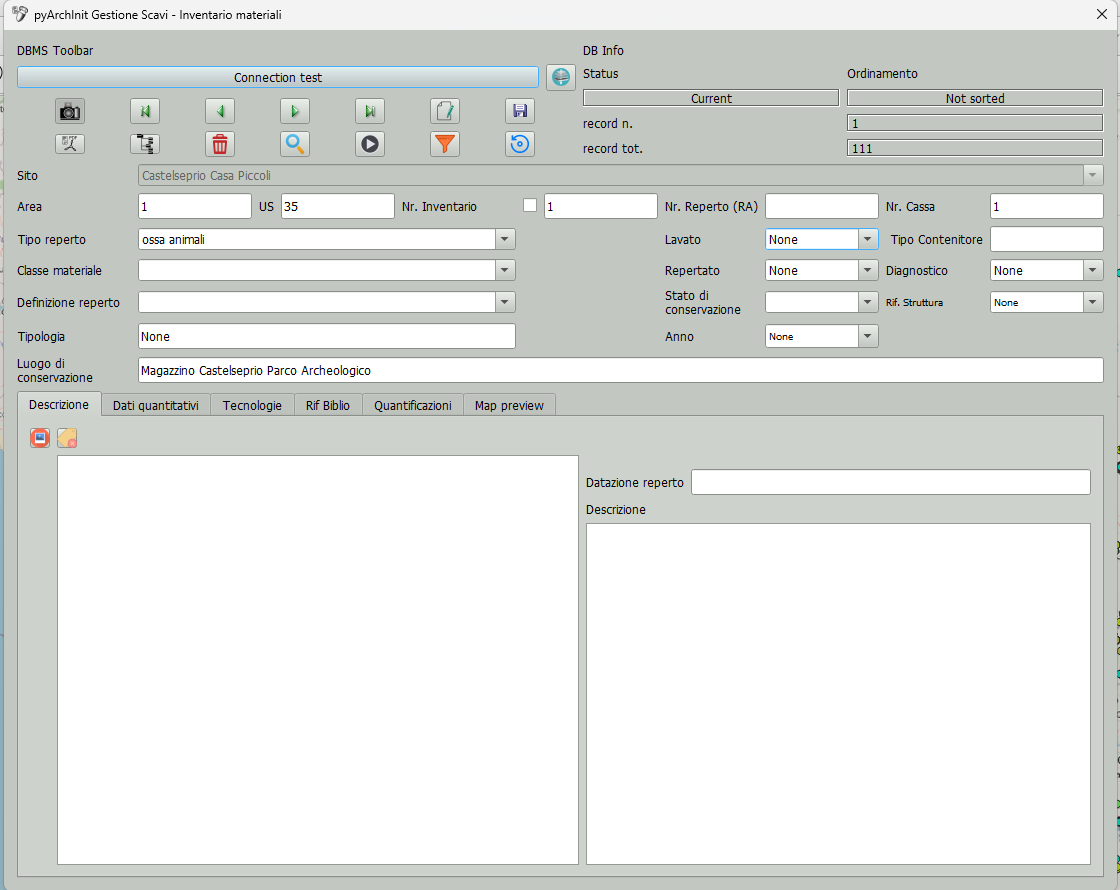 pyArchInit Gestione Scavi - Inventario materiali
DBMS Toolbar
DB Info
Connection test
Status
Ordinamento
Current
Not sorted
record n.
1
record tot.
111
Sito
Castelseprio Casa Piccoli
Area
1
US
35
Nr. Inventario
1
Nr. Reperto (RA)
Nr. Cassa
1
Tipo reperto
ossa animali
Lavato
None
Tipo Contenitore
Classe materiale
Repertato
None
Diagnostico
None
Definizione reperto
Stato di
conservazione
Rif. Struttura
None
Tipologia
None
Anno
None
Luogo di
conservazione
Magazzino Castelseprio Parco Archeologico
Descrizione
Dati quantitativi
Tecnologie
Rif Biblio
Quantificazioni
Map preview
Datazione reperto
Descrizione